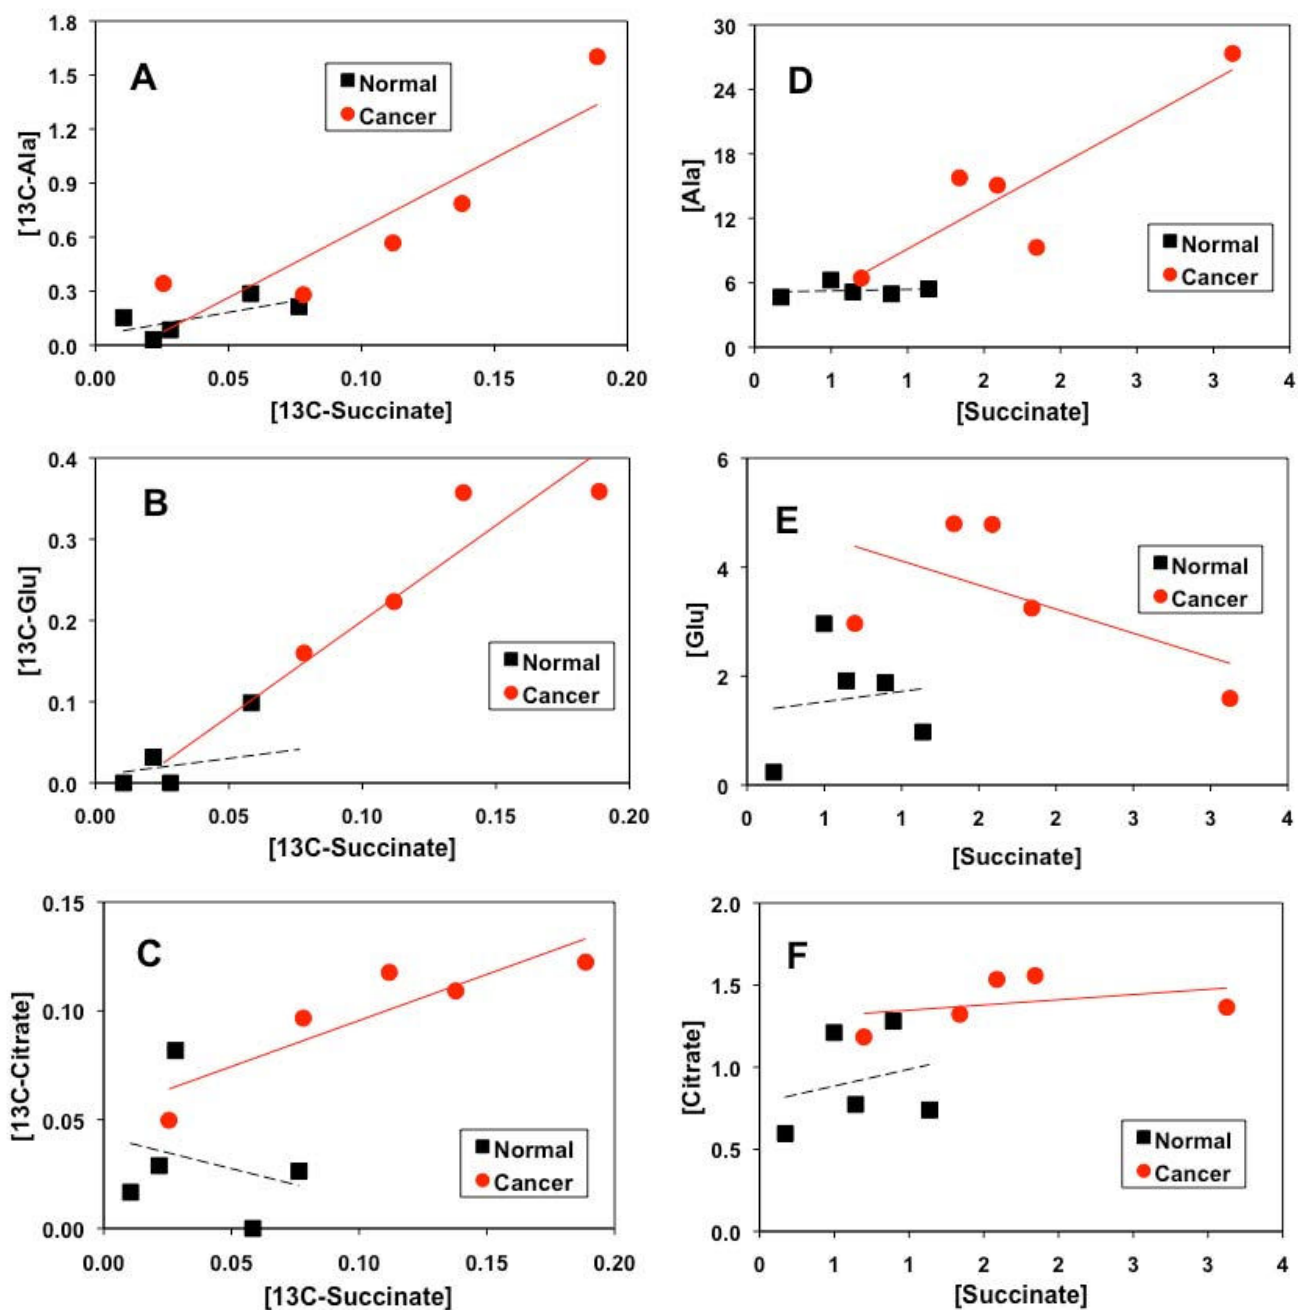 A
[13C-Ala]
1.8
1.5
1.2
0.9
0.6
0.3
0.0
Normal
Cancer
0.00 0.05 0.10 0.15 0.20
[13C-Succinate]
D
[Ala]
30
24
18
12
6
0
Normal
Cancer
0 1 1 2 2 3 3 4
[Succinate]
B
[13C-Glu]
0.4
0.3
0.2
0.1
0.0
Normal
Cancer
0.00 0.05 0.10 0.15 0.20
[13C-Succinate]
E
[Glu]
6
4
2
0
Normal
Cancer
0 1 1 2 2 3 3 4
[Succinate]
C
[13C-Citrate]
0.15
0.10
0.05
0.00
Normal
Cancer
0.00 0.05 0.10 0.15 0.20
[13C-Succinate]
F
[Citrate]
2.0
1.5
1.0
0.5
0.0
Normal
Cancer
0 1 1 2 2 3 3 4
[Succinate]